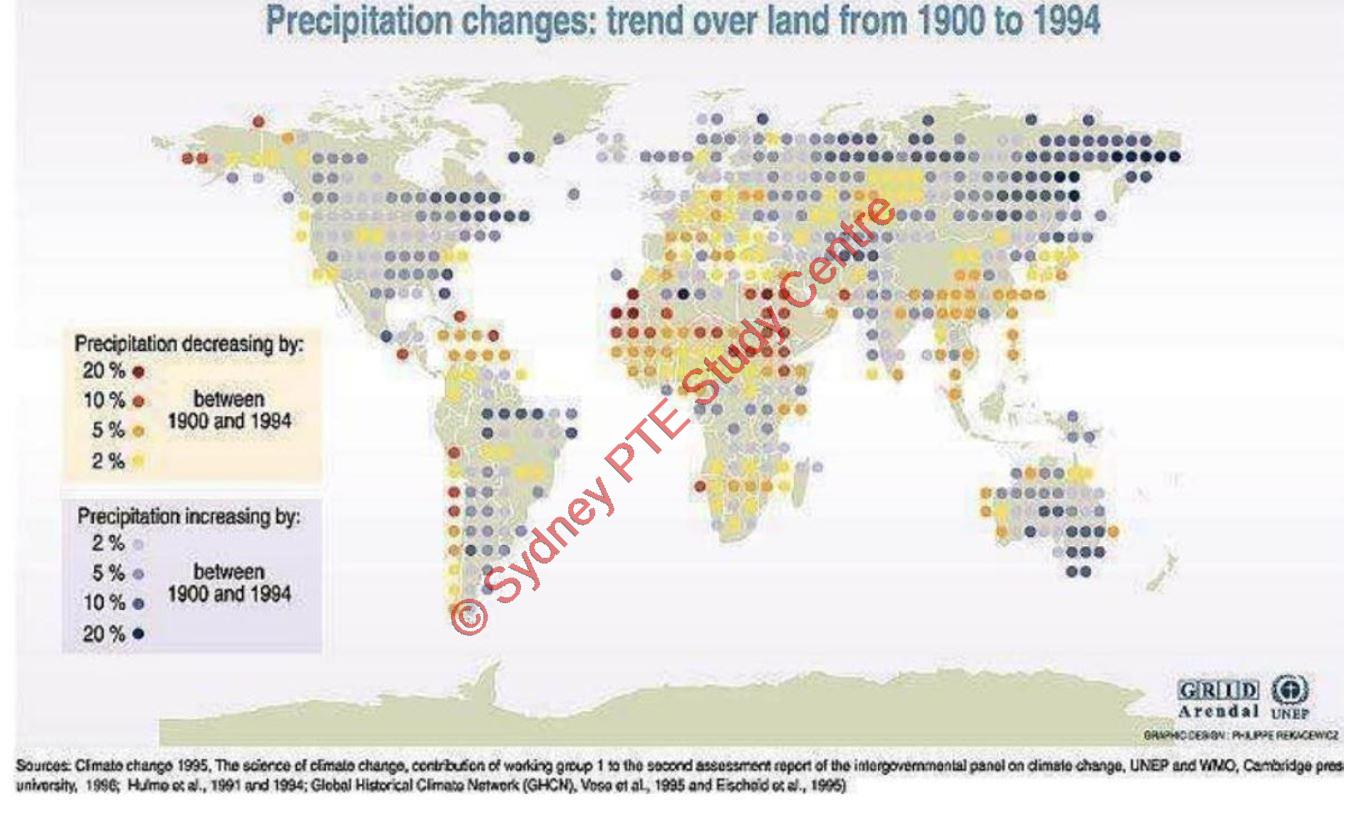 Precipitation changes: trend over land from 1900 to 1994
Precipitation decreasing by:
20 %
10 %
5 %
2 %
between
1900 and 1994
Precipitation increasing by:
2 %
5 %
10 %
20 %
between
1900 and 1994
© Sydney PTE Study Centre
GRID
Arendal
UNEP
GRAPHIC DESIGN : PHILIPPE REKACEWICZ
Sources: Climate change 1995, The science of climate change, contribution of working group 1 to the second assessment report of the intergovernmental panel on climate change, UNEP and WMO, Cambridge pres
university, 1996; Hulme et al., 1991 and 1994; Global Historical Climate Network (GHCN), Vose et al., 1995 and Eischeid et al., 1995)